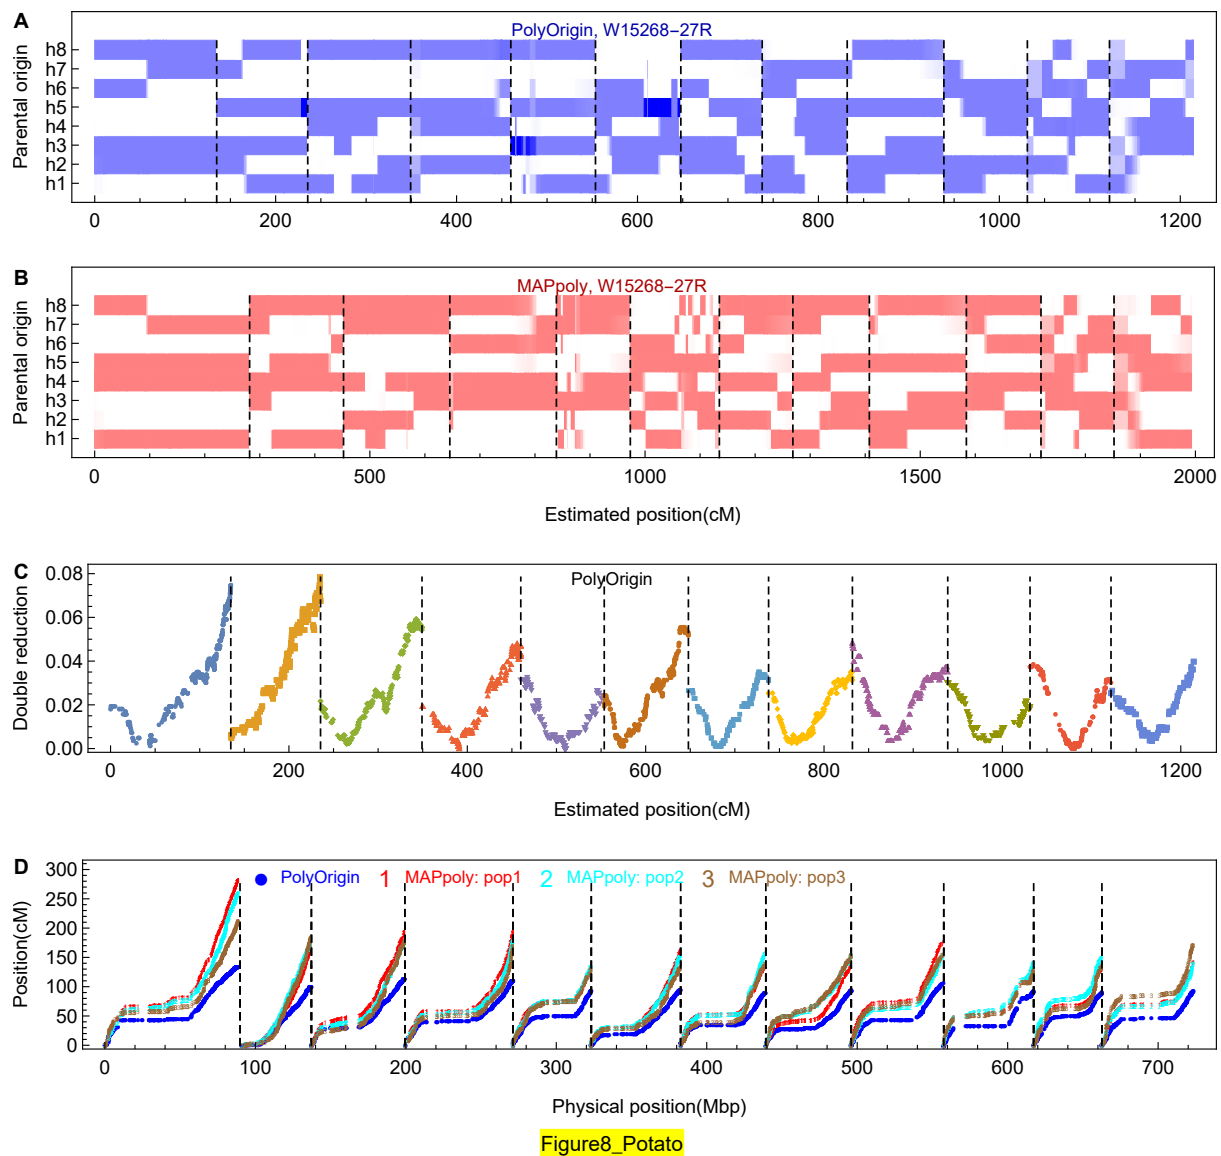 A
PolyOrigin, W15268−27R
Parental origin
h8
h7
h6
h5
h4
h3
h2
h1
0 200 400 600 800 1000 1200
B
MAPpoly, W15268−27R
Parental origin
h8
h7
h6
h5
h4
h3
h2
h1
0 500 1000 1500 2000
Estimated position(cM)
C
PolyOrigin
Double reduction
0.08
0.06
0.04
0.02
0.00
0 200 400 600 800 1000 1200
Estimated position(cM)
D
PolyOrigin 1 MAPpoly: pop1 2 MAPpoly: pop2 3 MAPpoly: pop3
Position(cM)
300
250
200
150
100
50
0
0 100 200 300 400 500 600 700
Physical position(Mbp)
Figure8_Potato